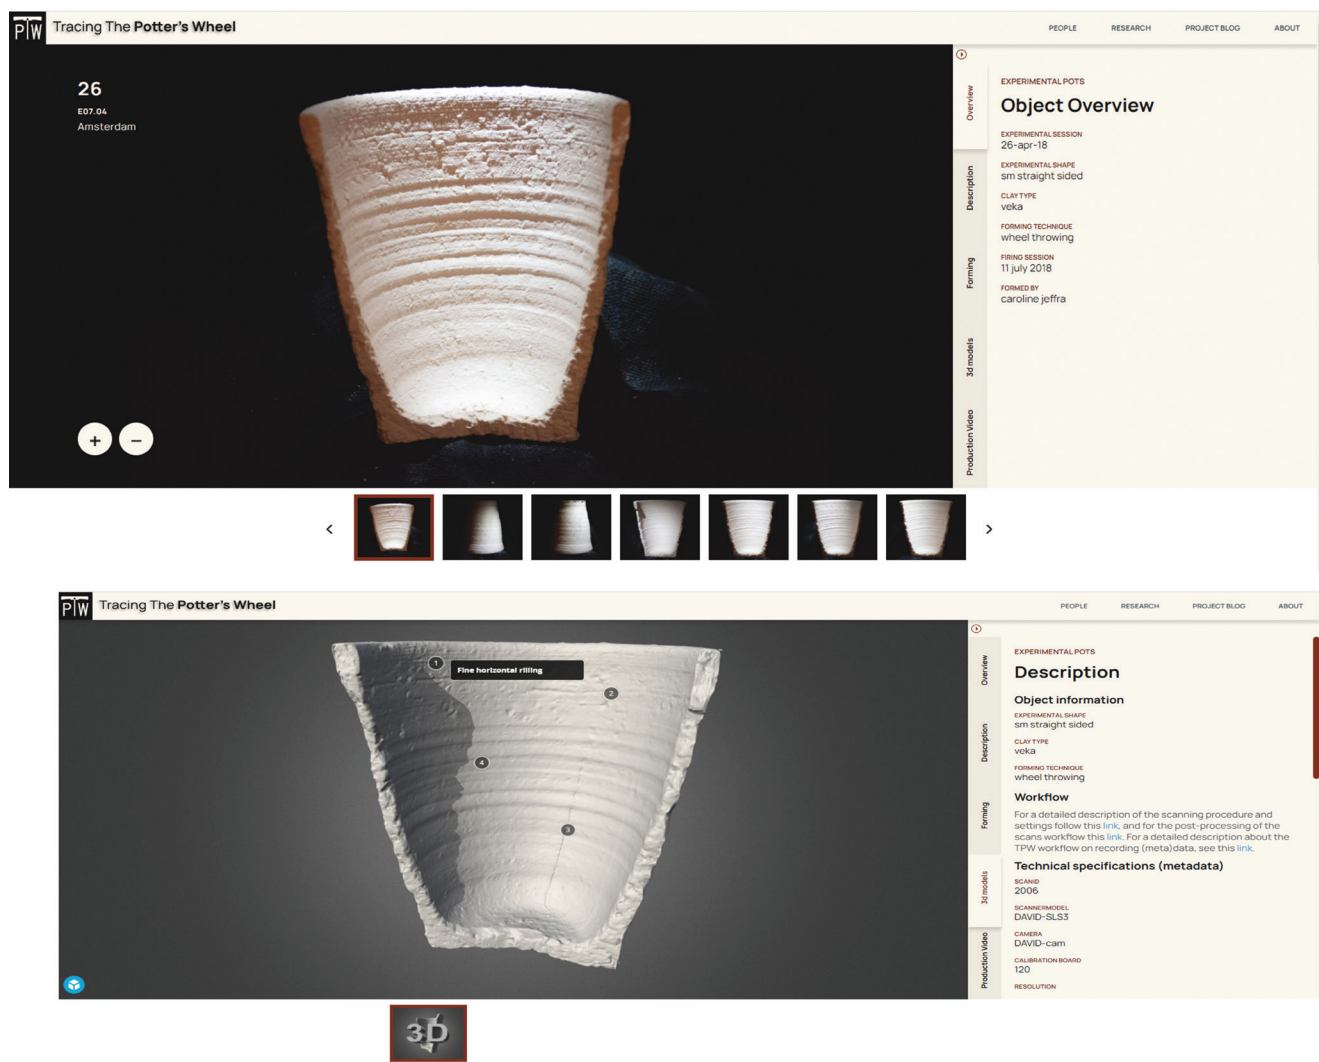 PTW Tracing The Potter's Wheel
PEOPLE RESEARCH PROJECT BLOG ABOUT
26
E07.04
Amsterdam
+ −
Overview
Description
Forming
3d models
Production Video
EXPERIMENTAL POTS
Object Overview
EXPERIMENTAL SESSION
26-apr-18
EXPERIMENTAL SHAPE
sm straight sided
CLAY TYPE
veka
FORMING TECHNIQUE
wheel throwing
FIRING SESSION
11 july 2018
FORMED BY
caroline jeffra
< >
PTW Tracing The Potter's Wheel
PEOPLE RESEARCH PROJECT BLOG ABOUT
1 Fine horizontal rilling
2
4
3
Overview
Description
Forming
3d models
Production Video
EXPERIMENTAL POTS
Description
Object information
EXPERIMENTAL SHAPE
sm straight sided
CLAY TYPE
veka
FORMING TECHNIQUE
wheel throwing
Workflow
For a detailed description of the scanning procedure and
settings follow this link, and for the post-processing of the
scans workflow this link. For a detailed description about the
TPW workflow on recording (meta)data, see this link.
Technical specifications (metadata)
SCANID
2006
SCANNERMODEL
DAVID-SLS3
CAMERA
DAVID-cam
CALIBRATION BOARD
120
RESOLUTION
3D